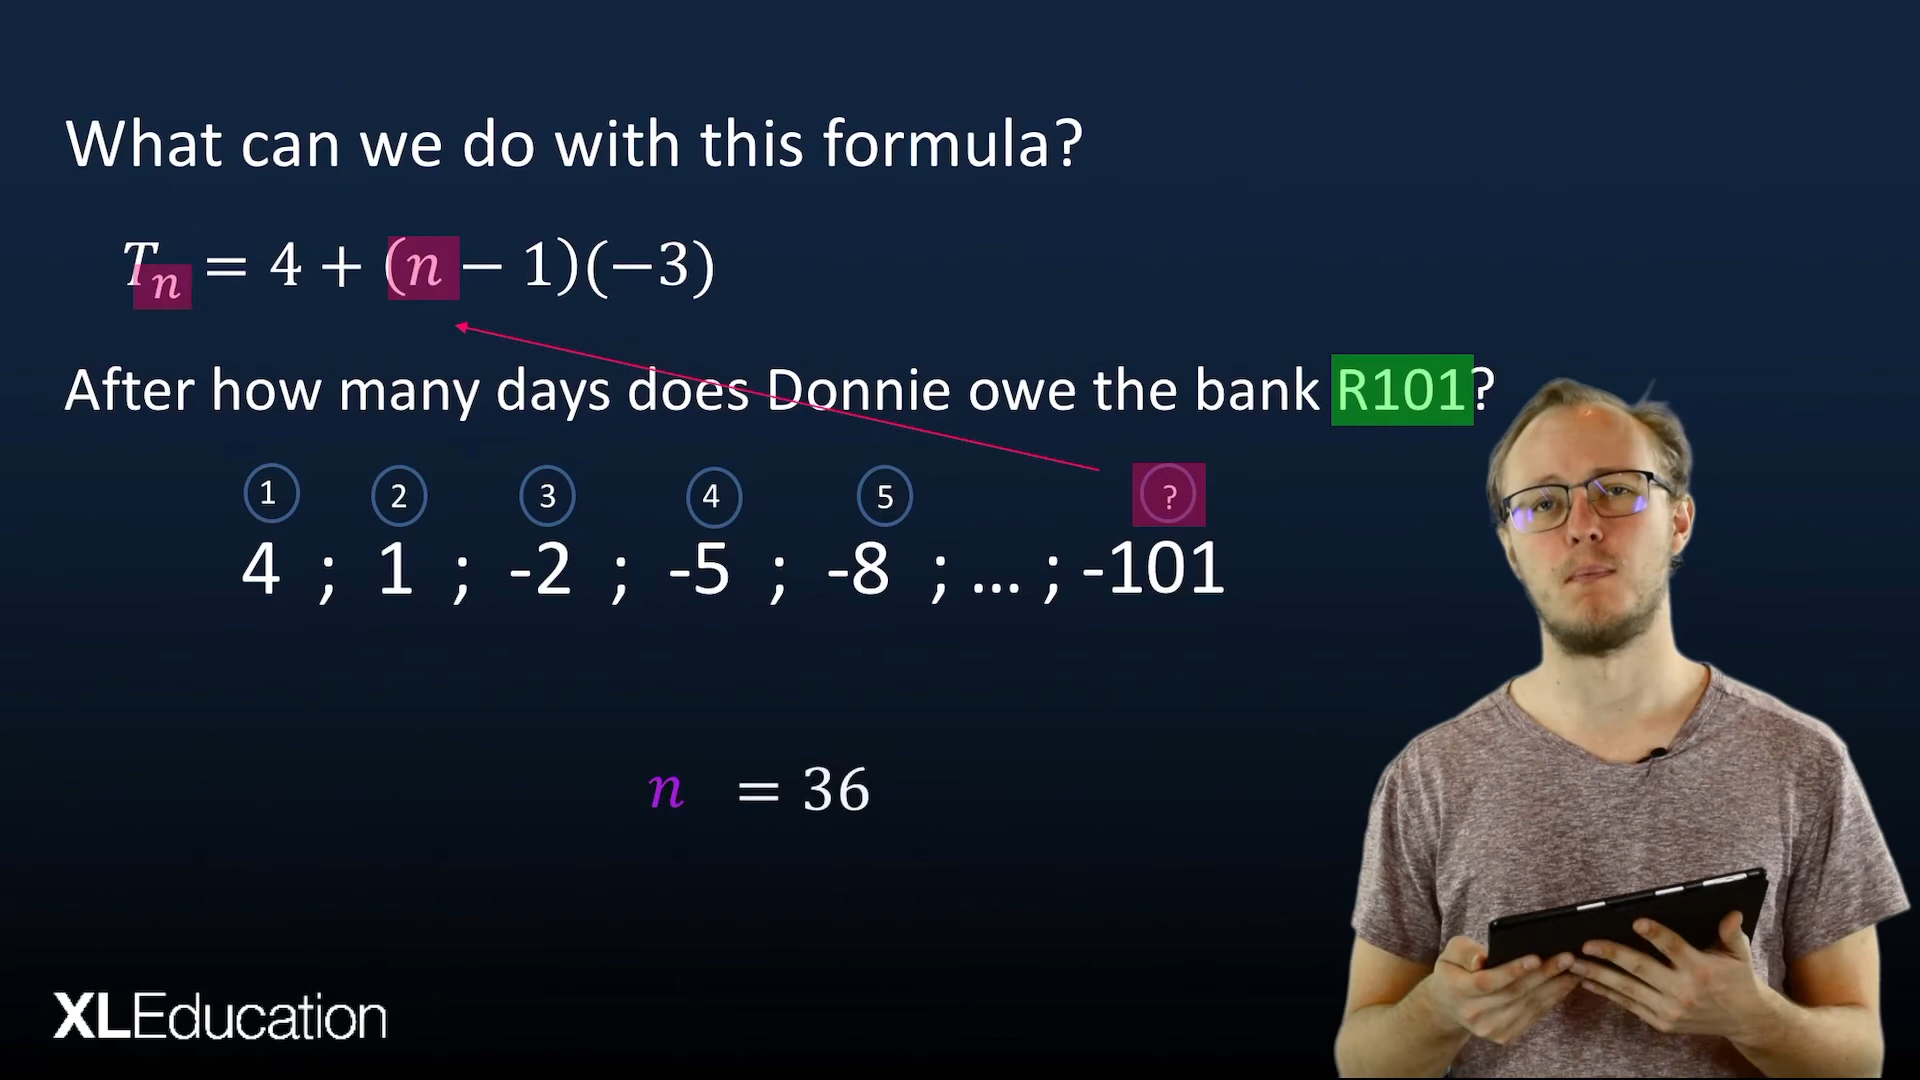 What can we do with this formula?
Tₙ = 4 + (n − 1)(−3)
After how many days does Donnie owe the bank R101?
1 2 3 4 5 ?
4 ; 1 ; -2 ; -5 ; -8 ; ... ; -101
n = 36
XLEducation